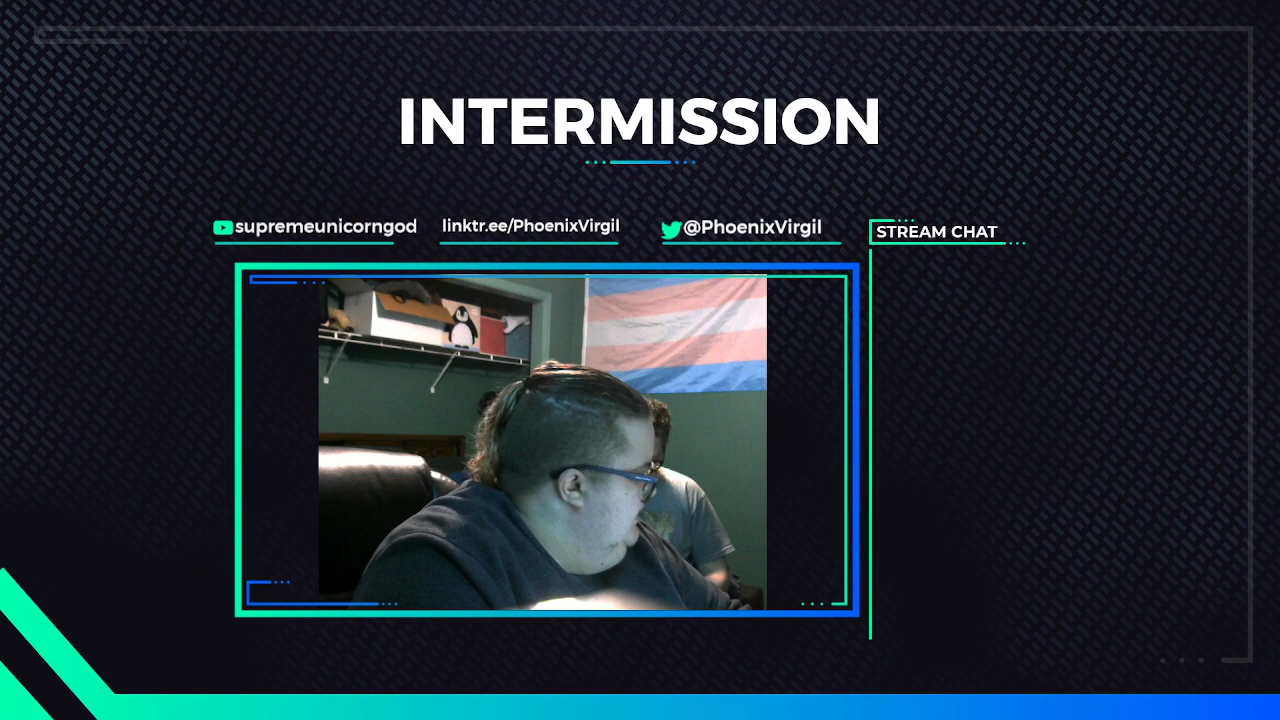 INTERMISSION
supremeunicorngod
linktr.ee/PhoenixVirgil
@PhoenixVirgil
STREAM CHAT